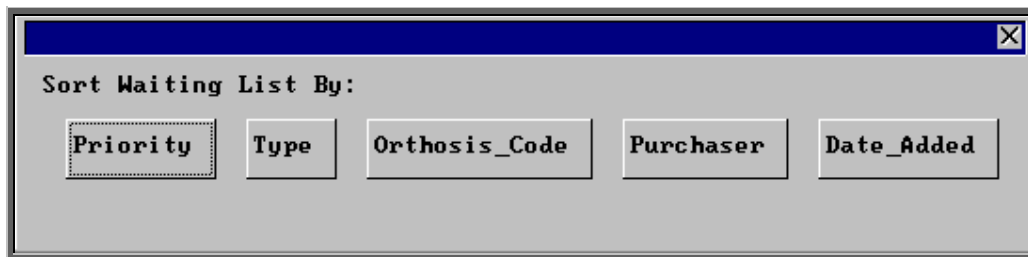 Sort Waiting List By:
Priority Type Orthosis_Code Purchaser Date_Added